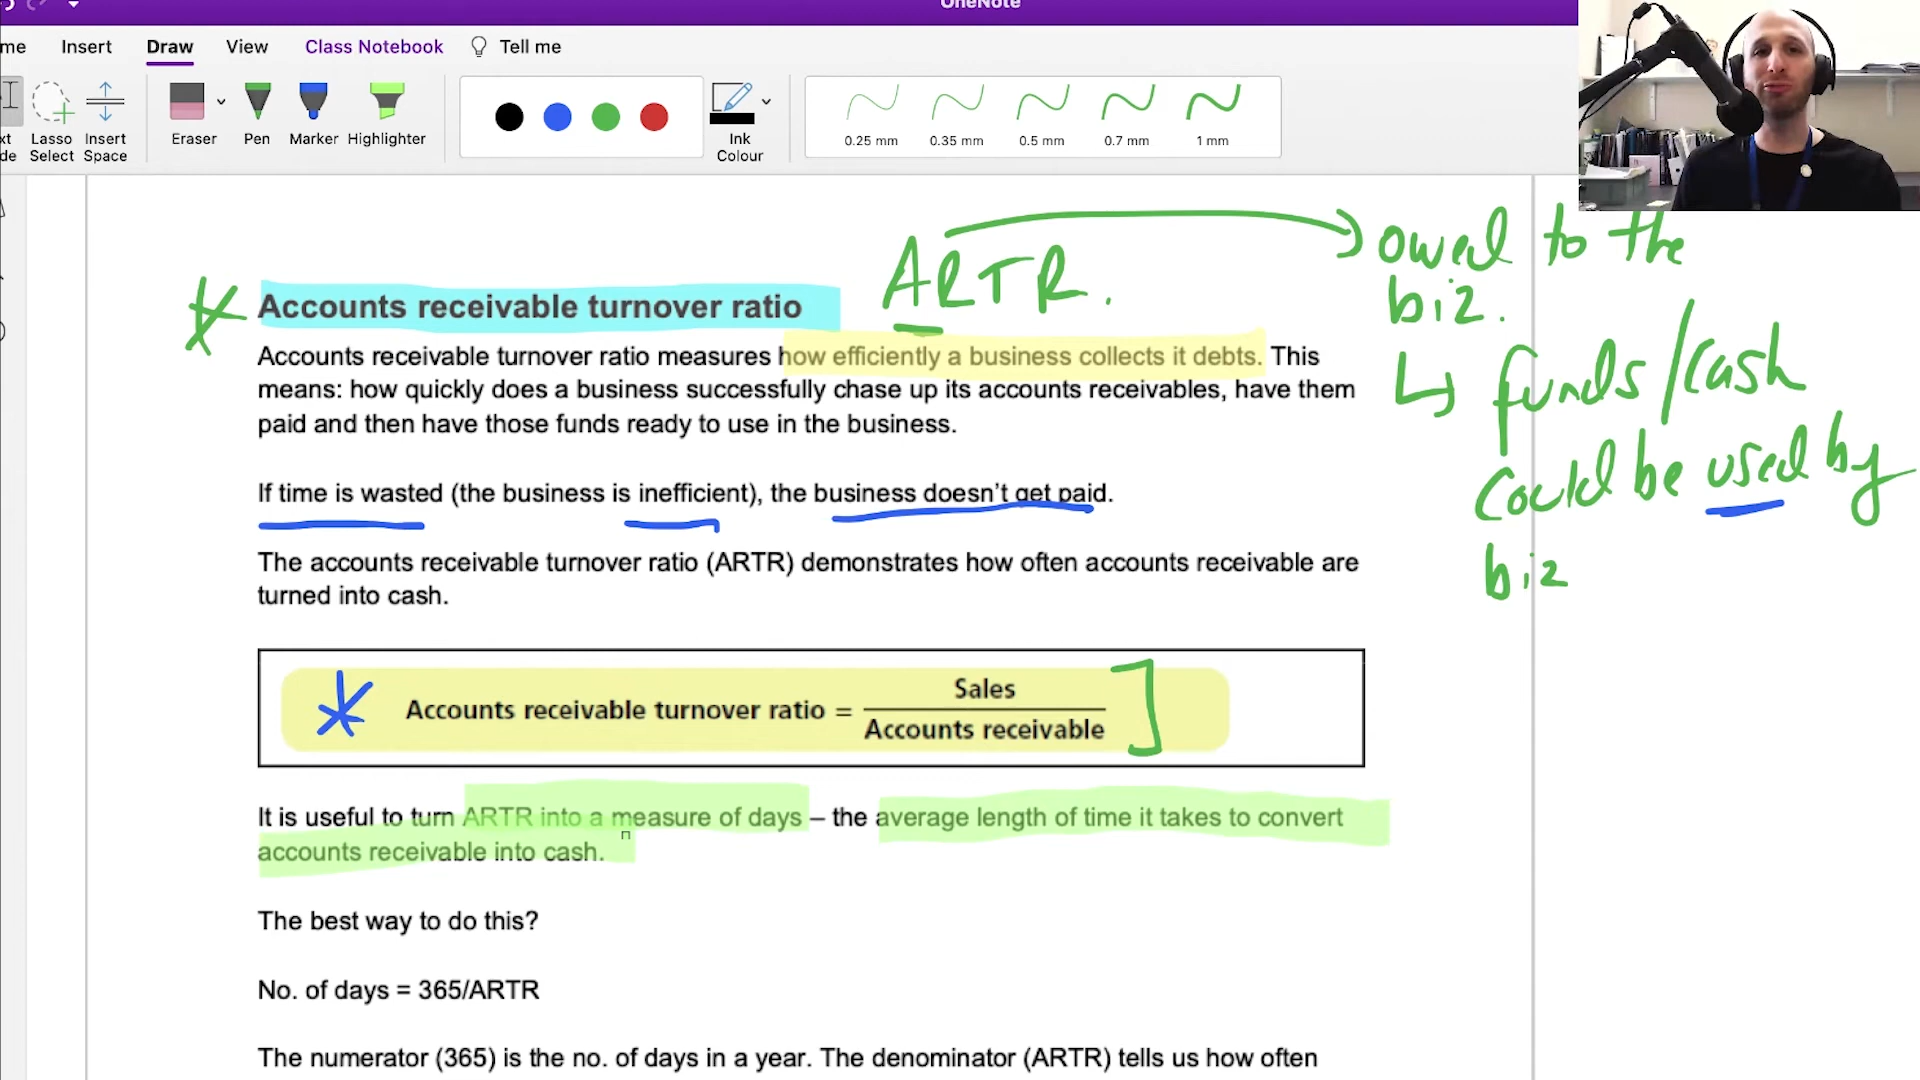 OneNote
me Insert Draw View Class Notebook Tell me
Lasso Select
Insert Space
Eraser
Pen
Marker
Highlighter
Ink Colour
0.25 mm 0.35 mm 0.5 mm 0.7 mm 1 mm
ARTR.
owed to the
biz.
↳ funds/cash
could be used by
biz
Accounts receivable turnover ratio
Accounts receivable turnover ratio measures how efficiently a business collects it debts. This
means: how quickly does a business successfully chase up its accounts receivables, have them
paid and then have those funds ready to use in the business.
If time is wasted (the business is inefficient), the business doesn't get paid.
The accounts receivable turnover ratio (ARTR) demonstrates how often accounts receivable are
turned into cash.
Accounts receivable turnover ratio = Sales
Accounts receivable
It is useful to turn ARTR into a measure of days – the average length of time it takes to convert
accounts receivable into cash.
The best way to do this?
No. of days = 365/ARTR
The numerator (365) is the no. of days in a year. The denominator (ARTR) tells us how often